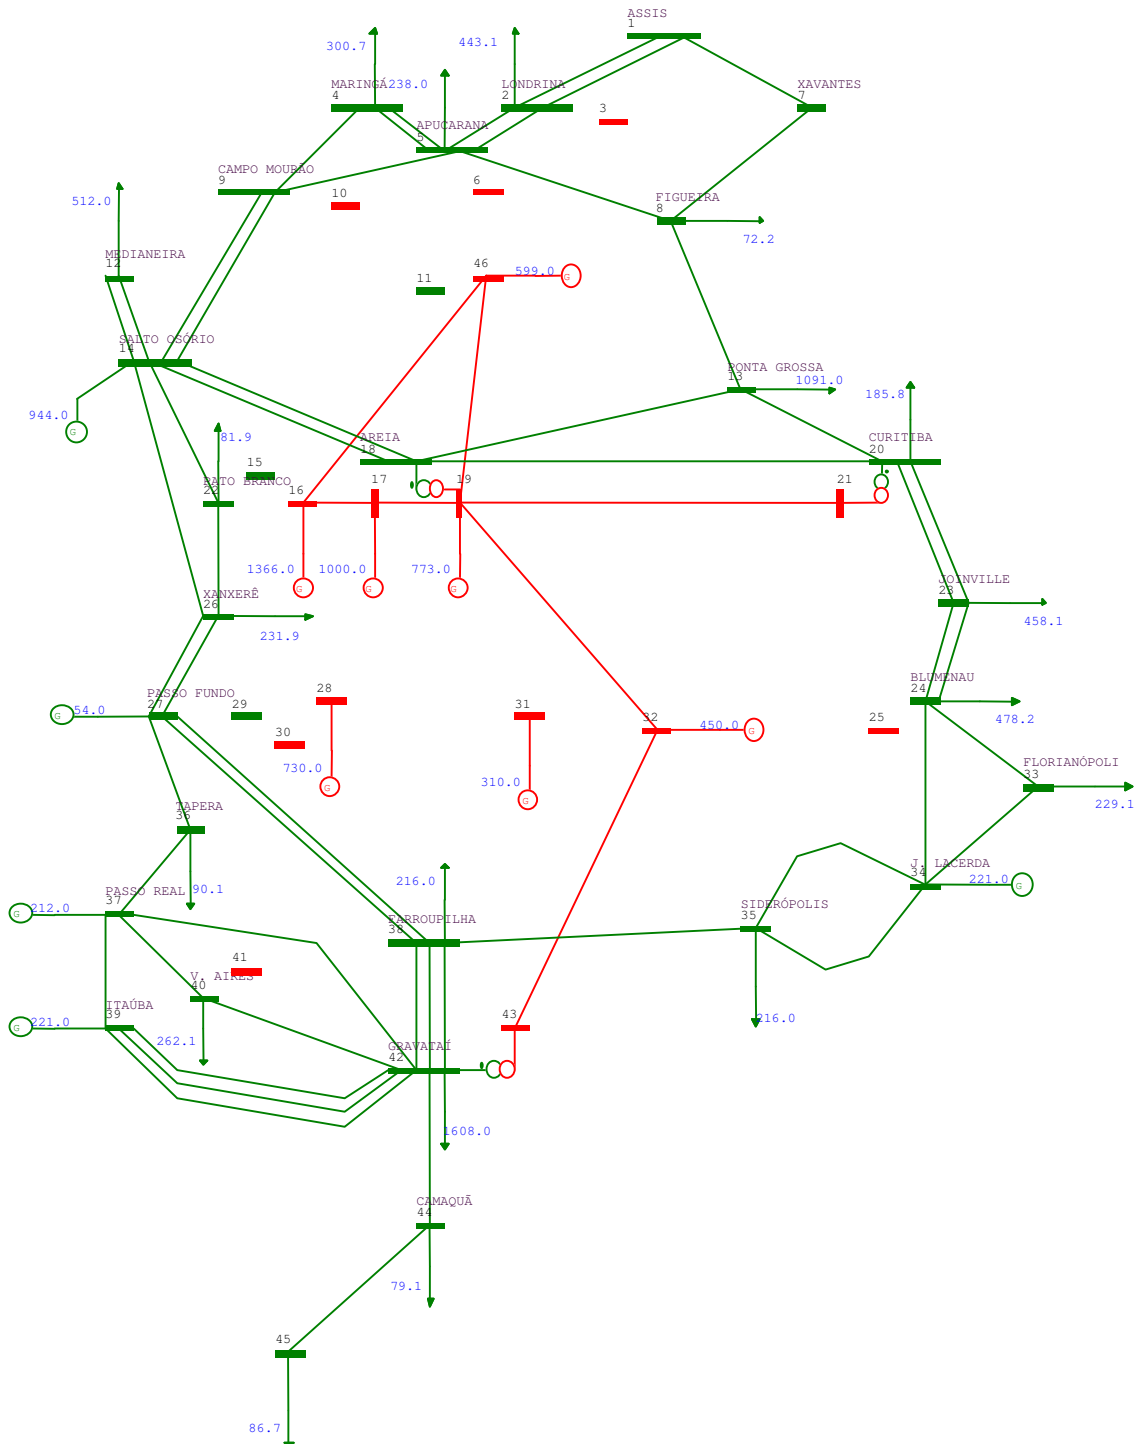 ASSIS
1
300.7
443.1
MARINGÁ
238.0
LONDRINA
XAVANTES
4
2
3
7
APUCARANA
5
CAMPO MOURÃO
9
10
6
FIGUEIRA
8
512.0
72.2
MEDIANEIRA
12
11
46
599.0
G
SALTO OSÓRIO
14
PONTA GROSSA
13
1091.0
185.8
944.0
G
81.9
AREIA
18
CURITIBA
20
15
PATO BRANCO
22
16
17
19
21
1366.0
1000.0
773.0
G
G
G
JOINVILLE
23
XANXERÊ
26
231.9
458.1
BLUMENAU
24
PASSO FUNDO
27
54.0
G
29
28
31
32
450.0
G
25
478.2
30
730.0
G
310.0
G
FLORIANÓPOLI
33
229.1
TAPERA
36
J. LACERDA
34
221.0
G
216.0
90.1
PASSO REAL
37
212.0
G
FARROUPILHA
38
SIDERÓPOLIS
35
41
V. AIRES
40
ITAÚBA
39
221.0
G
262.1
43
216.0
GRAVATAÍ
42
1608.0
CAMAQUÃ
44
79.1
45
86.7